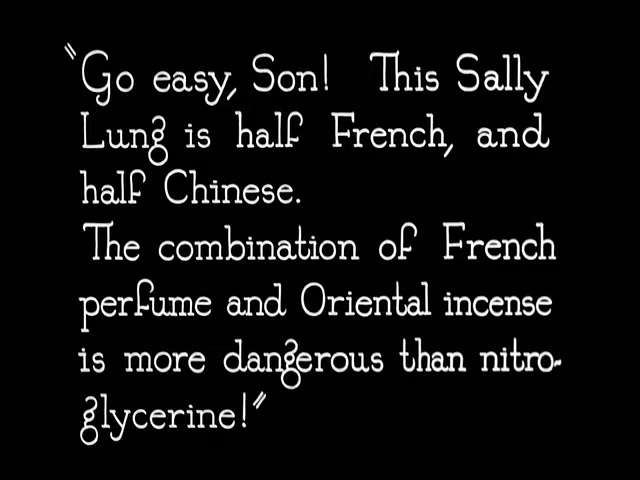 "Go easy, Son! This Sally
Lung is half French, and
half Chinese.
The combination of French
perfume and Oriental incense
is more dangerous than nitro-
glycerine!"